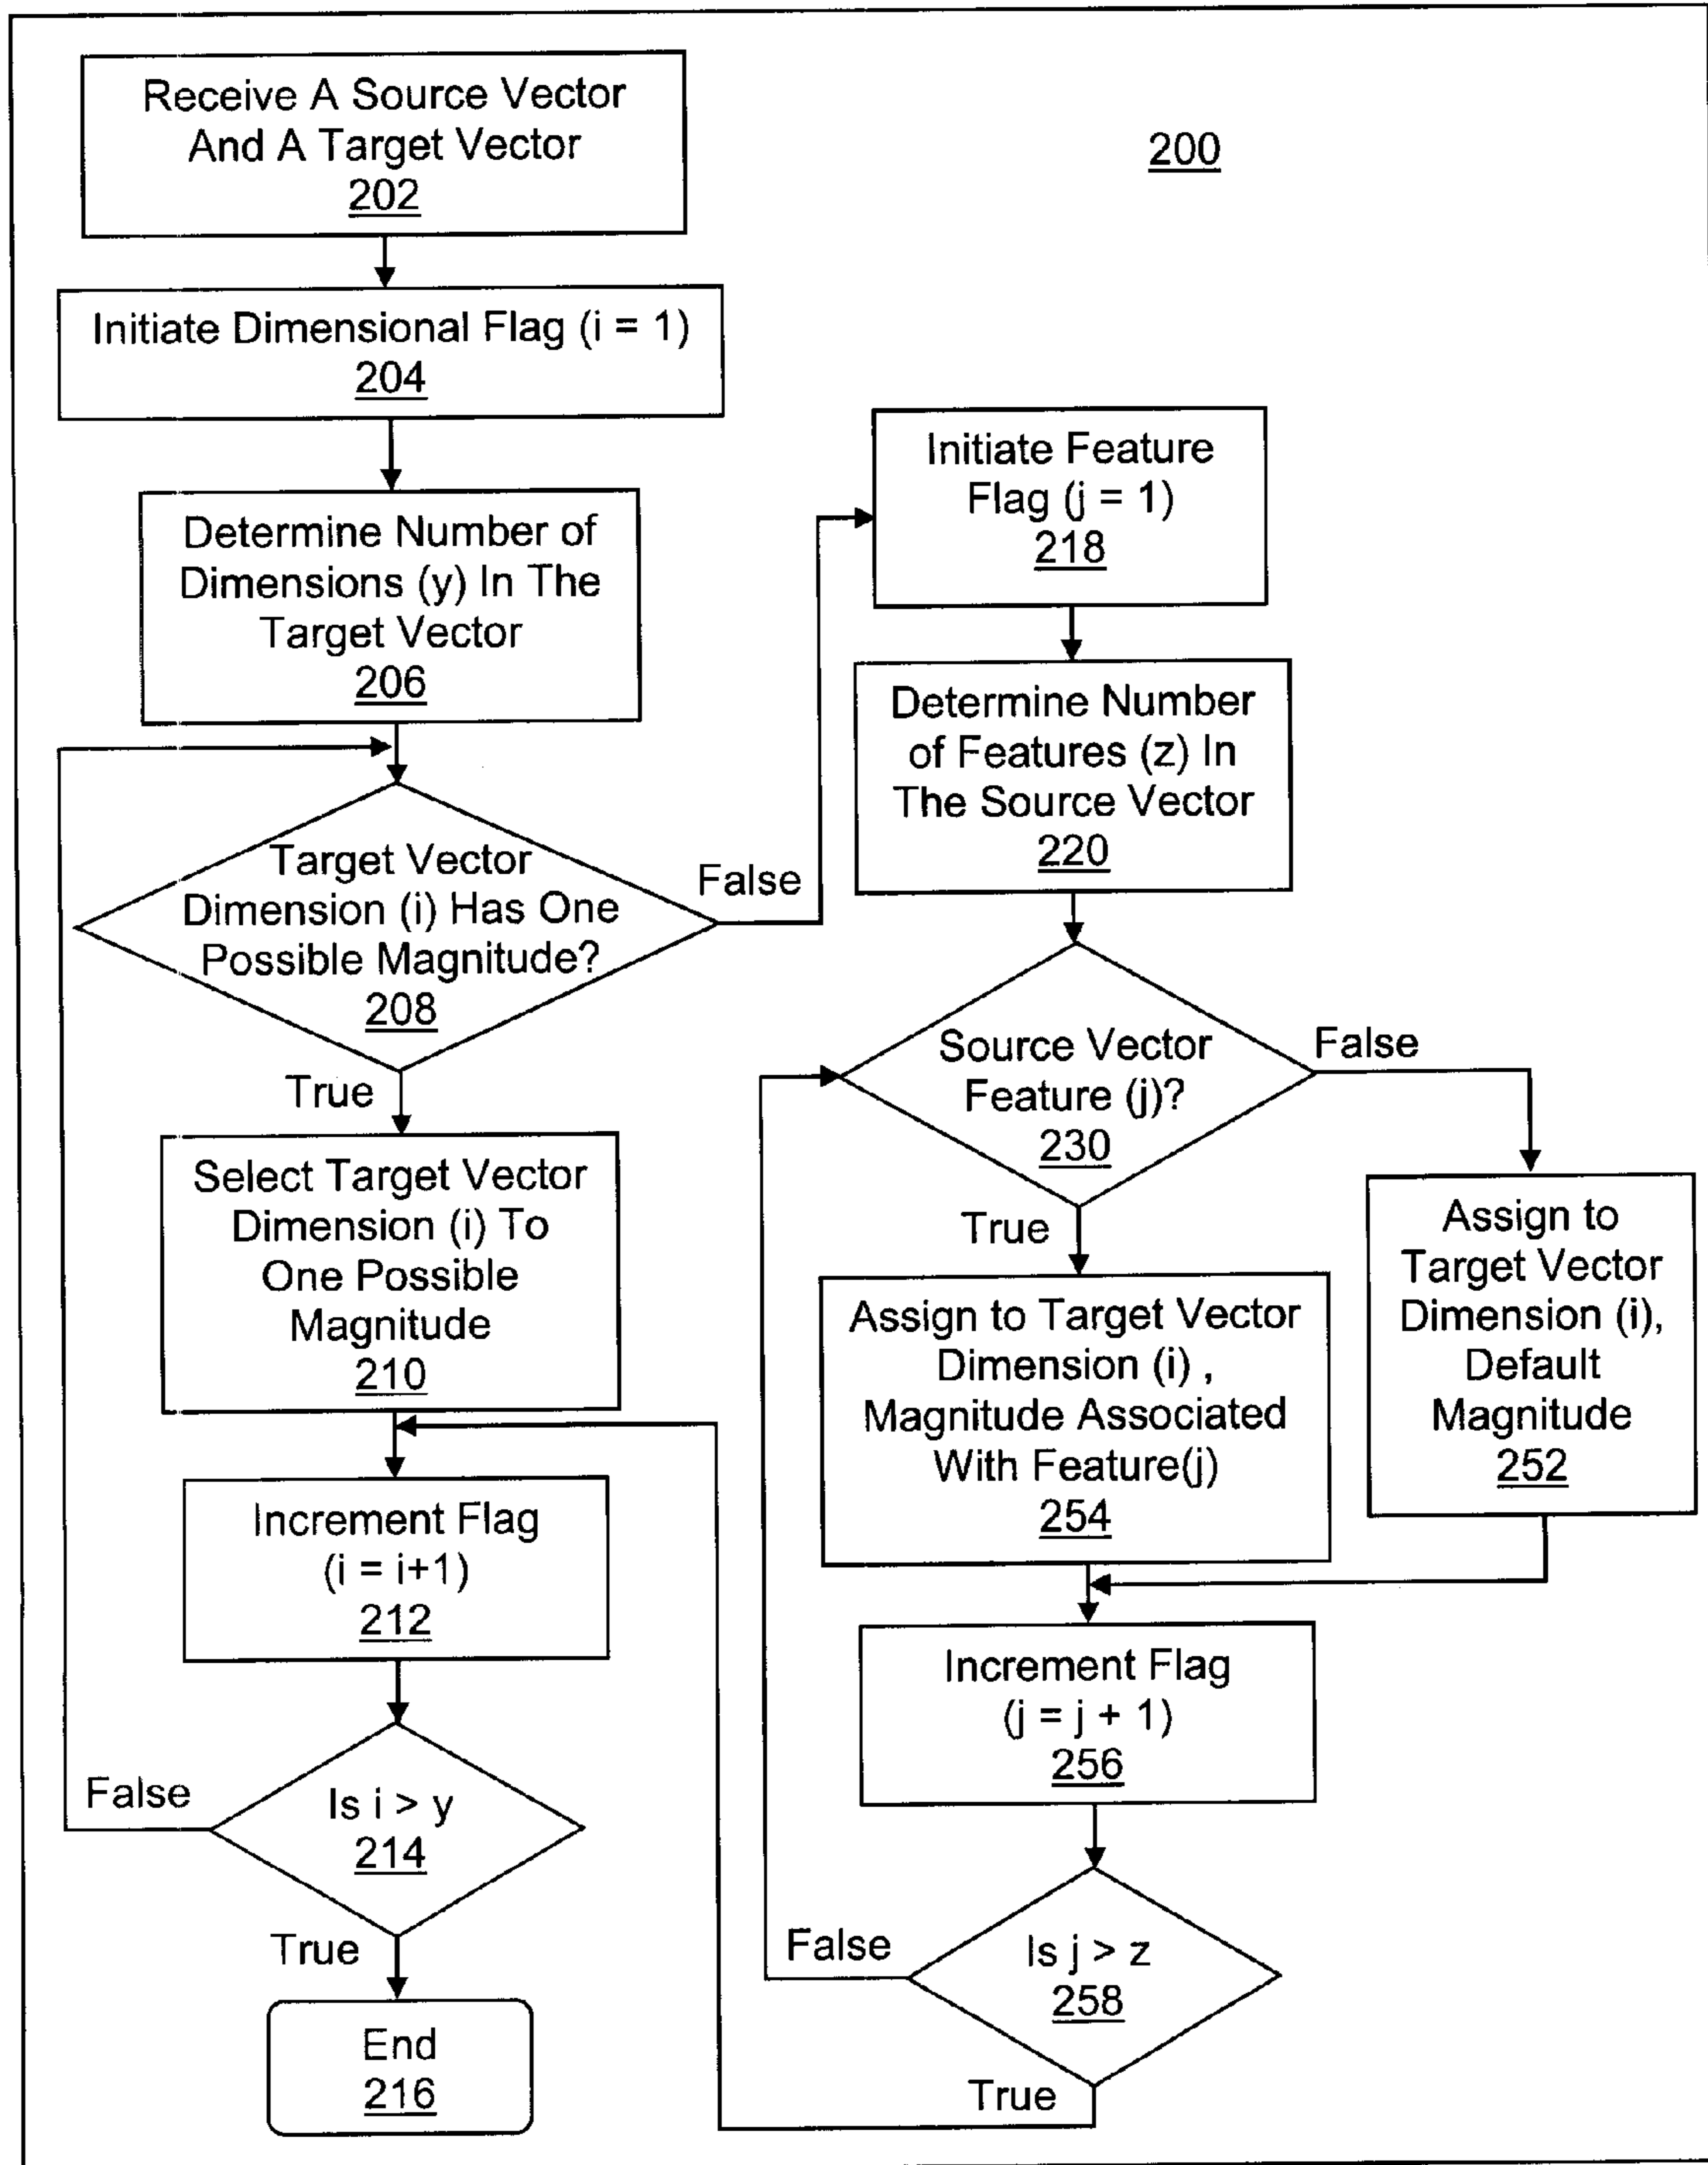 200
Receive A Source Vector
And A Target Vector
202
Initiate Dimensional Flag (i = 1)
204
Determine Number of
Dimensions (y) In The
Target Vector
206
Target Vector
Dimension (i) Has One
Possible Magnitude?
208
False
True
Select Target Vector
Dimension (i) To
One Possible
Magnitude
210
Increment Flag
(i = i+1)
212
Is i > y
214
False
True
End
216
Initiate Feature
Flag (j = 1)
218
Determine Number
of Features (z) In
The Source Vector
220
Source Vector
Feature (j)?
230
False
True
Assign to Target Vector
Dimension (i) ,
Magnitude Associated
With Feature(j)
254
Assign to
Target Vector
Dimension (i),
Default
Magnitude
252
Increment Flag
(j = j + 1)
256
Is j > z
258
False
True